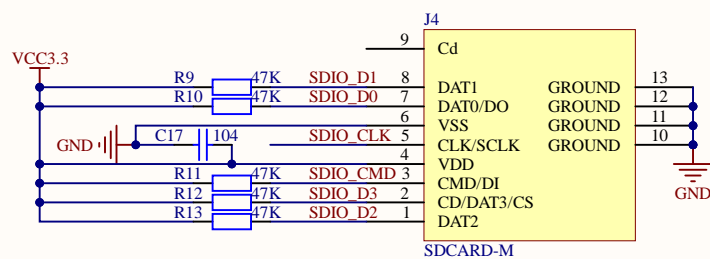 J4
9 Cd
VCC3.3
R9 47K SDIO_D1 8 DAT1 GROUND 13
R10 47K SDIO_D0 7 DAT0/DO GROUND 12
6 VSS GROUND 11
GND C17 104 SDIO_CLK 5 CLK/SCLK GROUND 10
4 VDD
R11 47K SDIO_CMD 3 CMD/DI
R12 47K SDIO_D3 2 CD/DAT3/CS GND
R13 47K SDIO_D2 1 DAT2
SDCARD-M